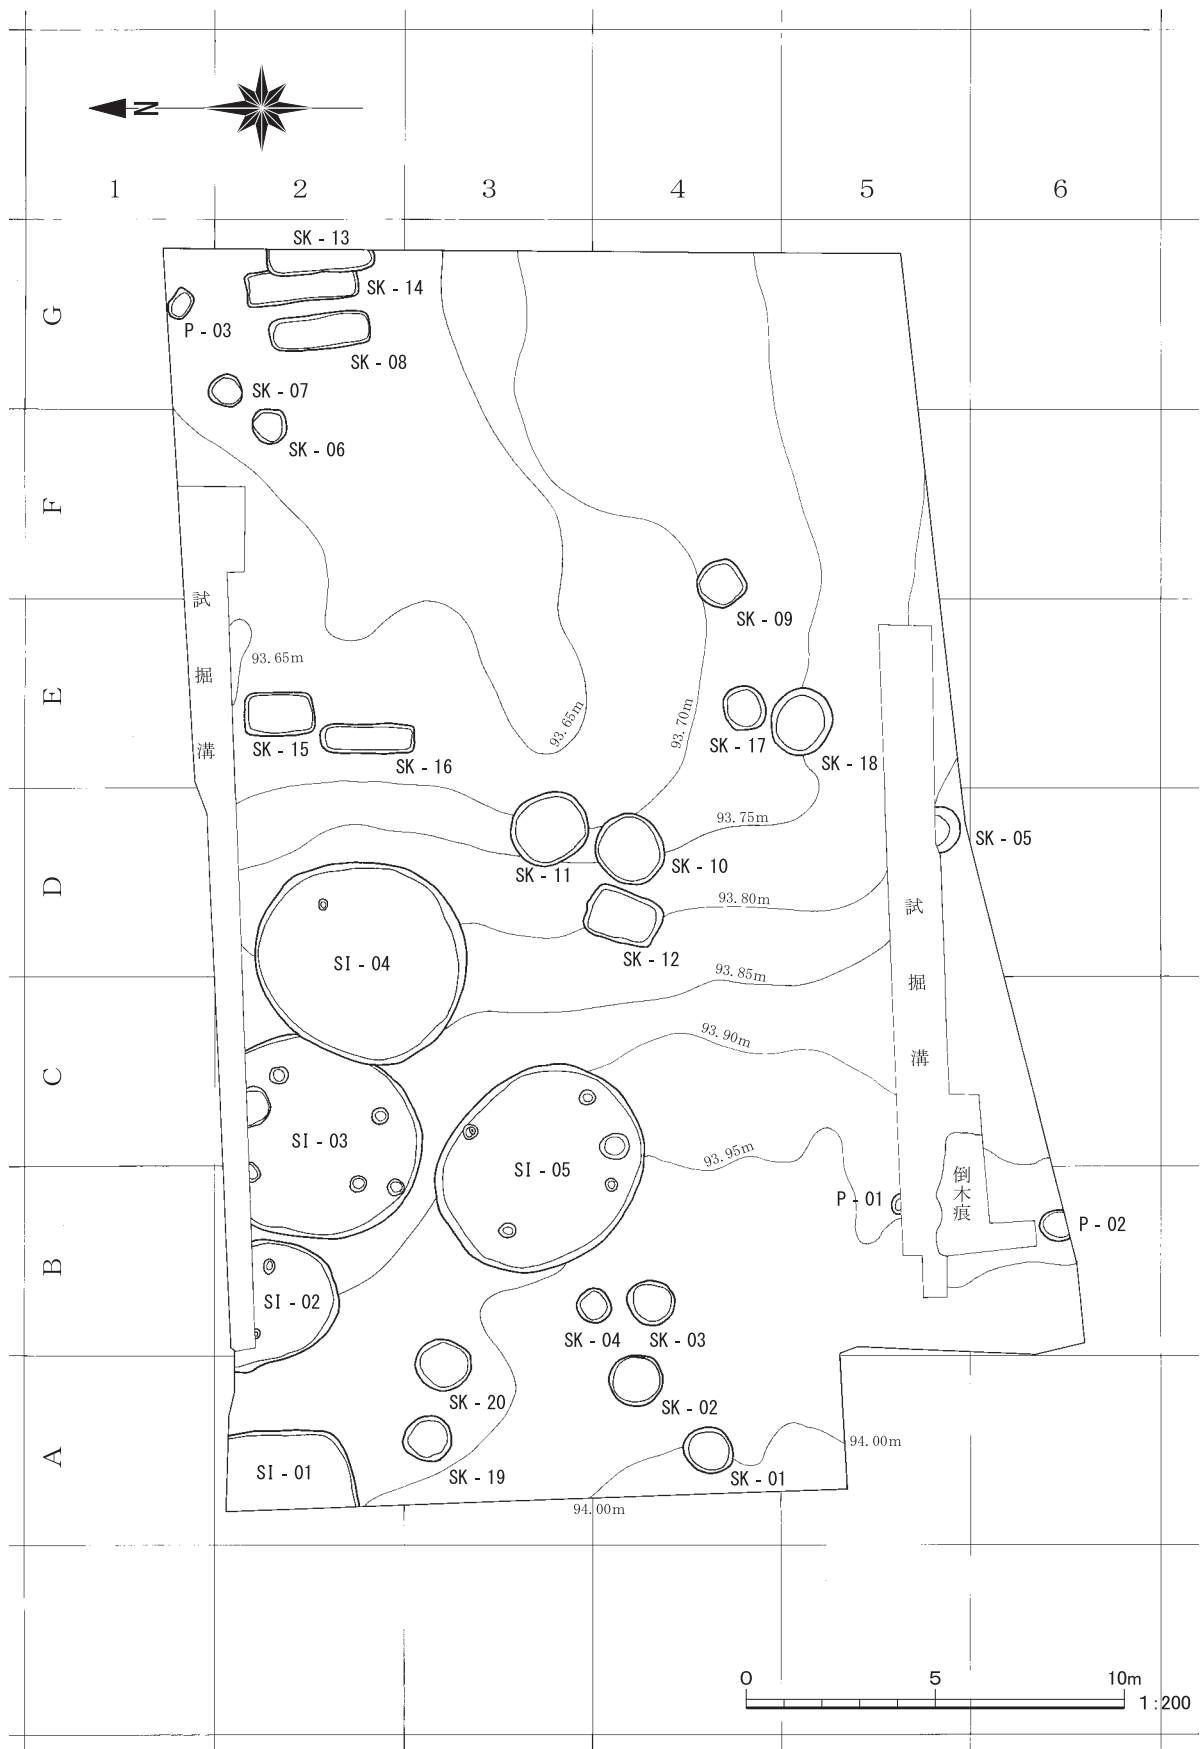 N
1 2 3 4 5 6
SK - 13
SK - 14
G
P - 03
SK - 08
SK - 07
SK - 06
F
試掘溝
SK - 09
93.65m
E
93.65m
93.70m
SK - 15
SK - 16
SK - 17
SK - 18
93.75m
SK - 05
SK - 11
SK - 10
D
93.80m
試掘溝
SI - 04
SK - 12
93.85m
93.90m
C
SI - 03
93.95m
SI - 05
倒木痕
P - 01
P - 02
B
SI - 02
SK - 04
SK - 03
SK - 20
SK - 02
94.00m
A
SI - 01
SK - 19
SK - 01
94.00m
0 5 10m
1:200